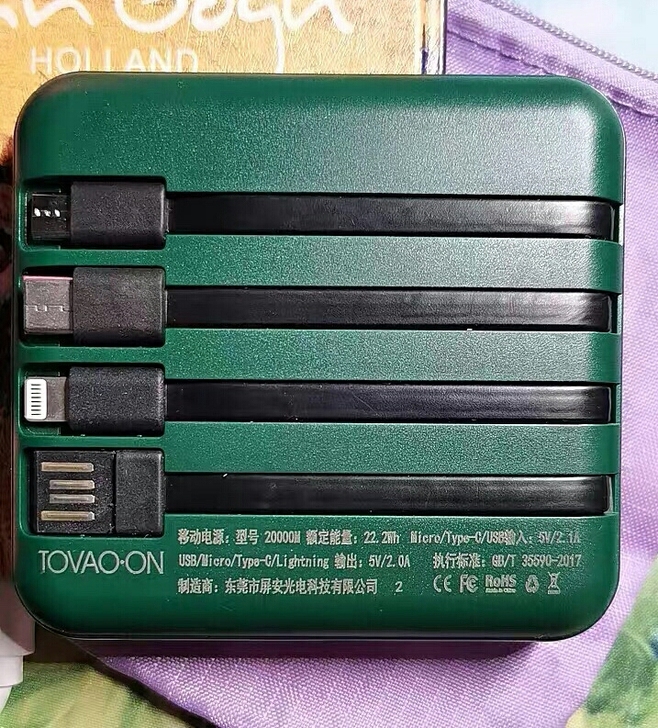 HOLLAND
移动电源：型号 20000M 额定能量：22.2Wh Micro/Type-C/USB输入：5V/2.1A
TOVAO·ON
USB/Micro/Type-C/Lightning 输出：5V/2.0A 执行标准：GB/T 35590-2017
制造商：东莞市屏安光电科技有限公司 2 CE FC RoHS